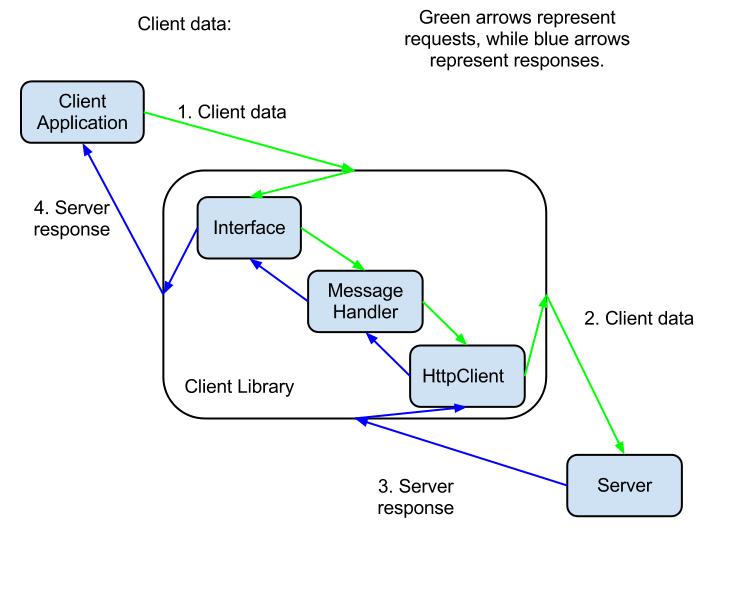 Client data:
Green arrows represent
requests, while blue arrows
represent responses.
Client
Application
1. Client data
4. Server
response
Interface
Message
Handler
2. Client data
HttpClient
Client Library
Server
3. Server
response